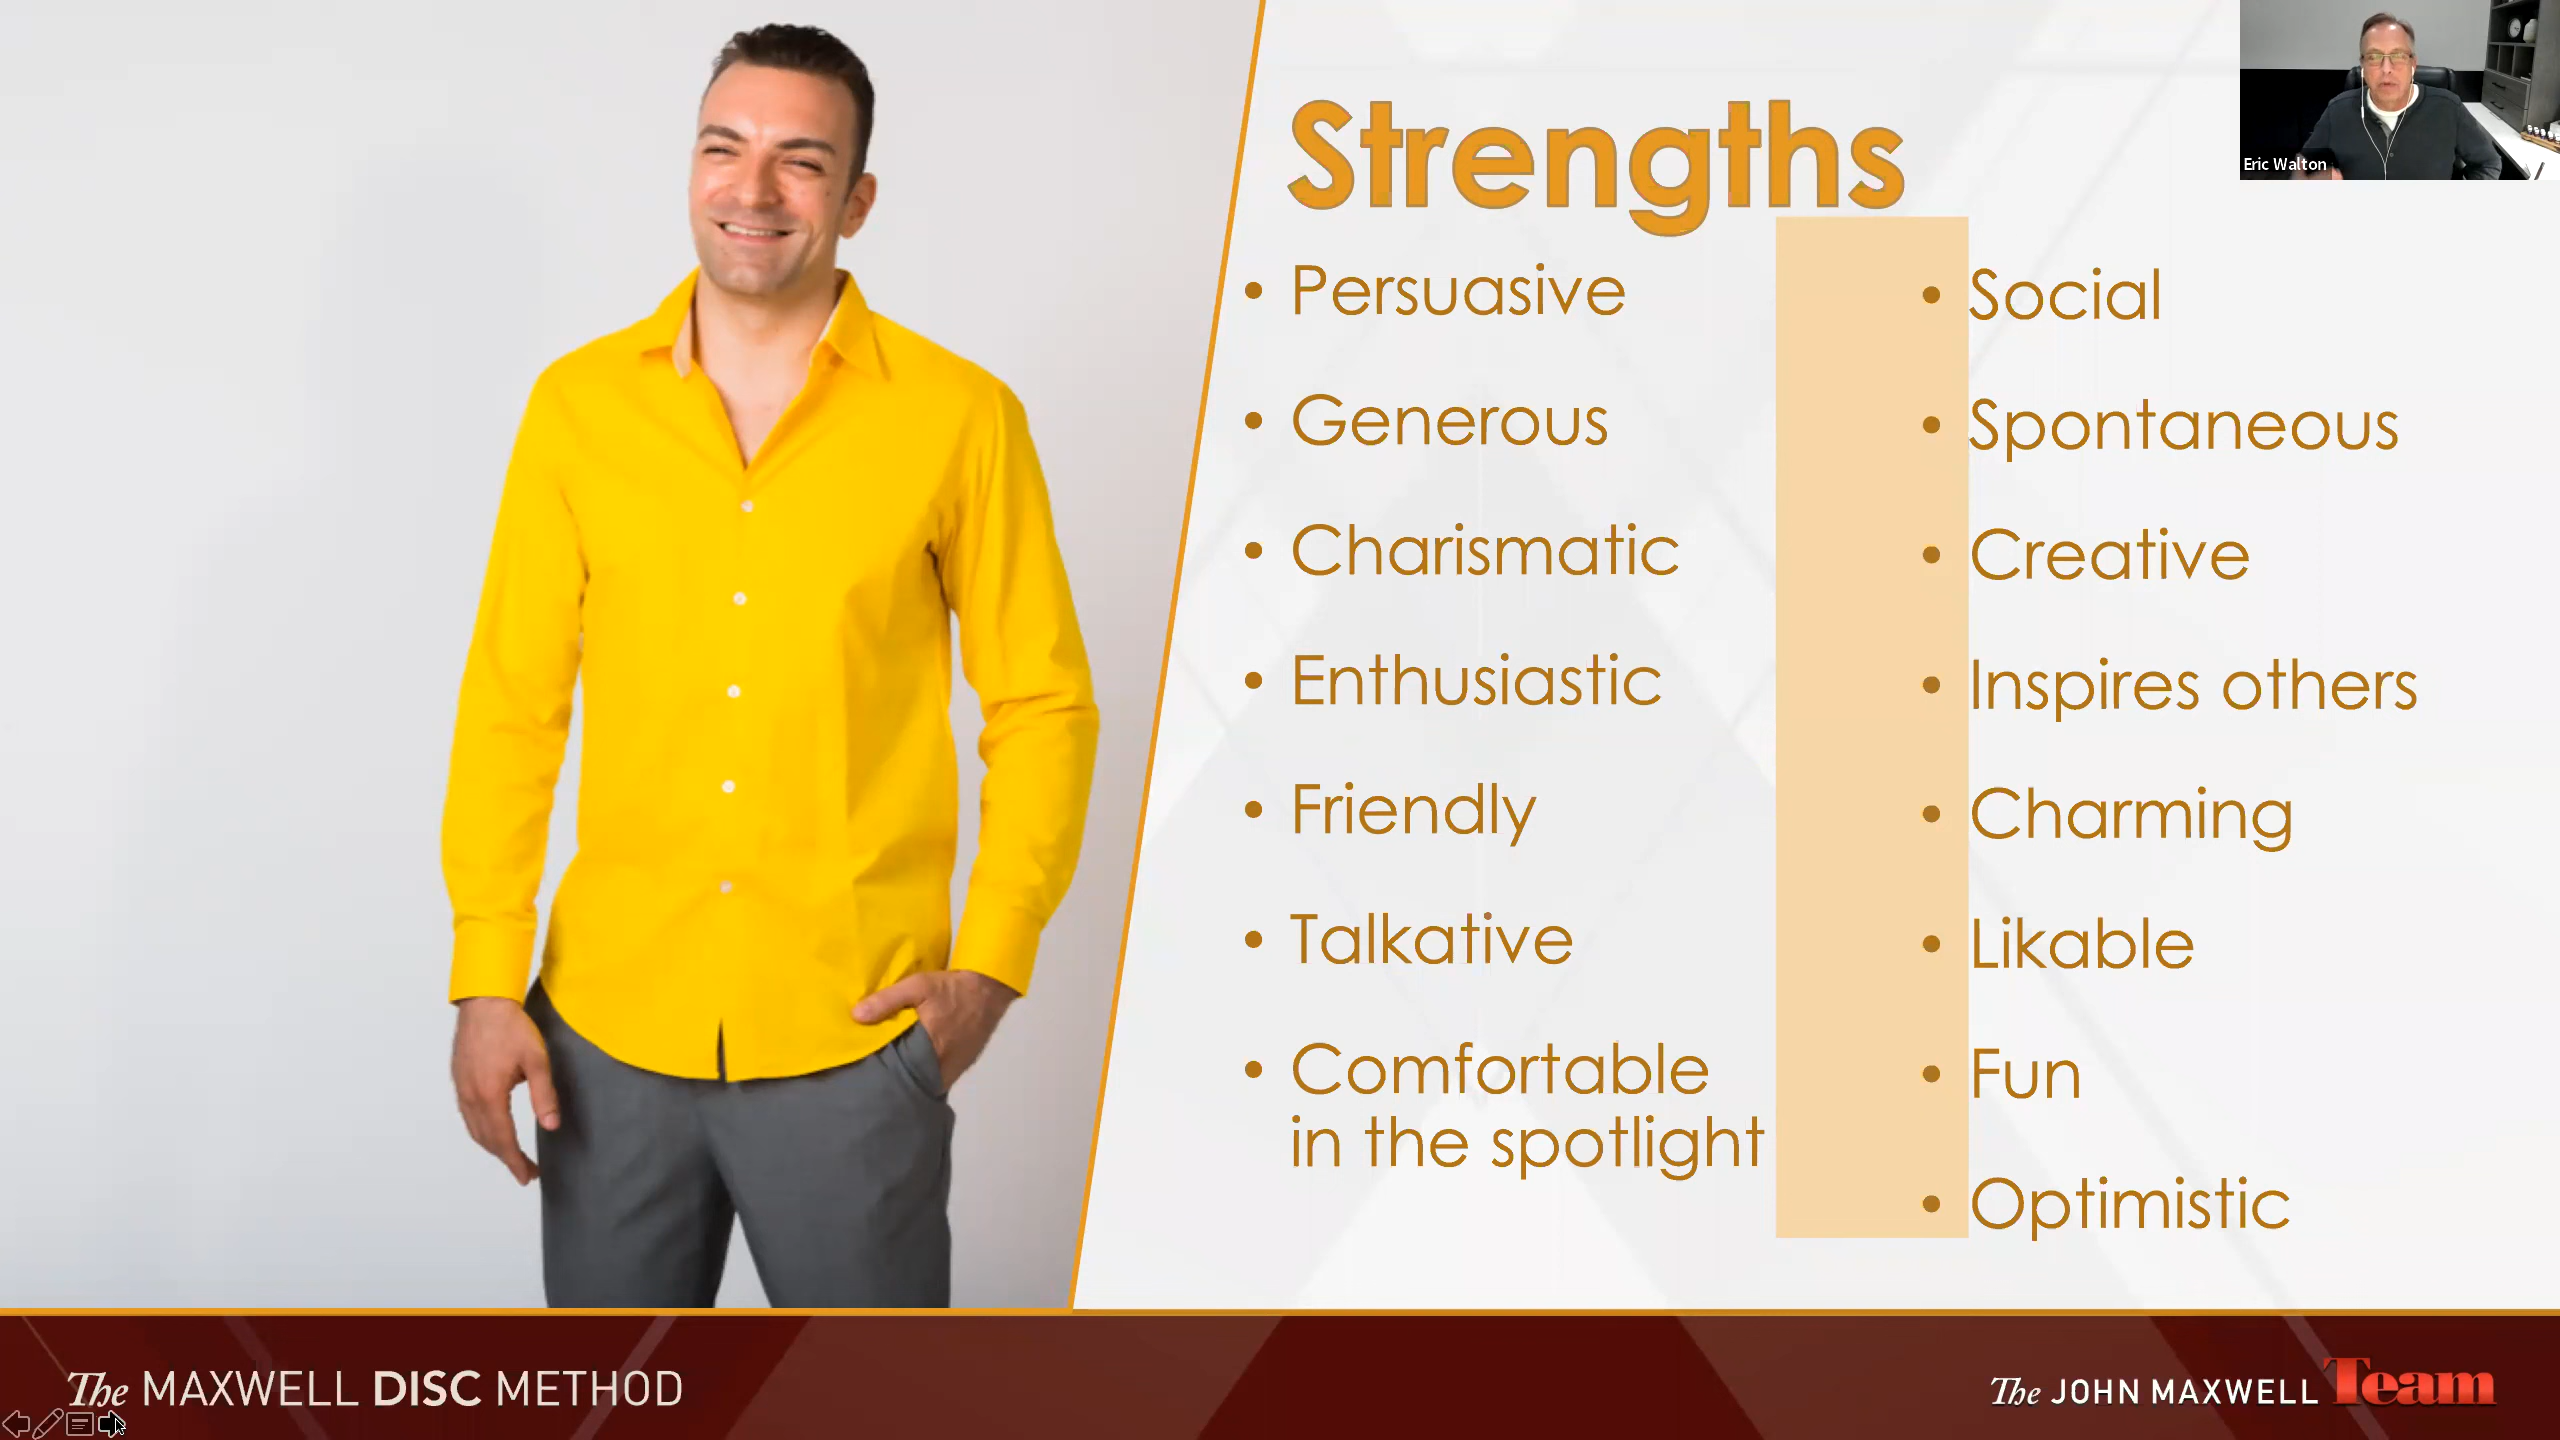 Strengths
• Persuasive
• Generous
• Charismatic
• Enthusiastic
• Friendly
• Talkative
• Comfortable
in the spotlight
• Social
• Spontaneous
• Creative
• Inspires others
• Charming
• Likable
• Fun
• Optimistic
Eric Walton
The MAXWELL DISC METHOD
The JOHN MAXWELL Team